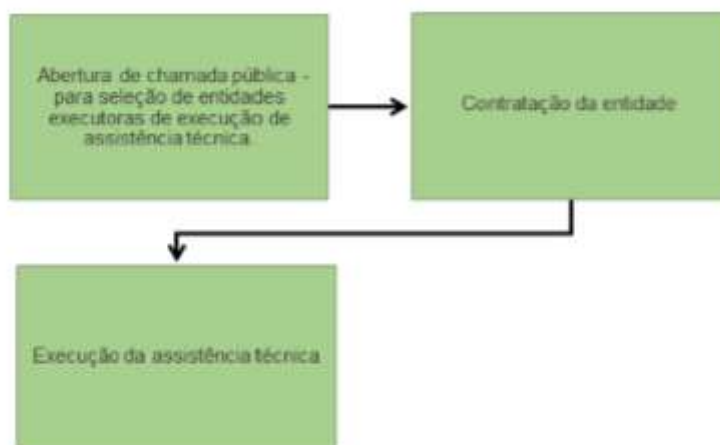 Abertura de chamada pública -
para seleção de entidades
executoras de execução de
assistência técnica.
Contratação da entidade
Execução da assistência técnica